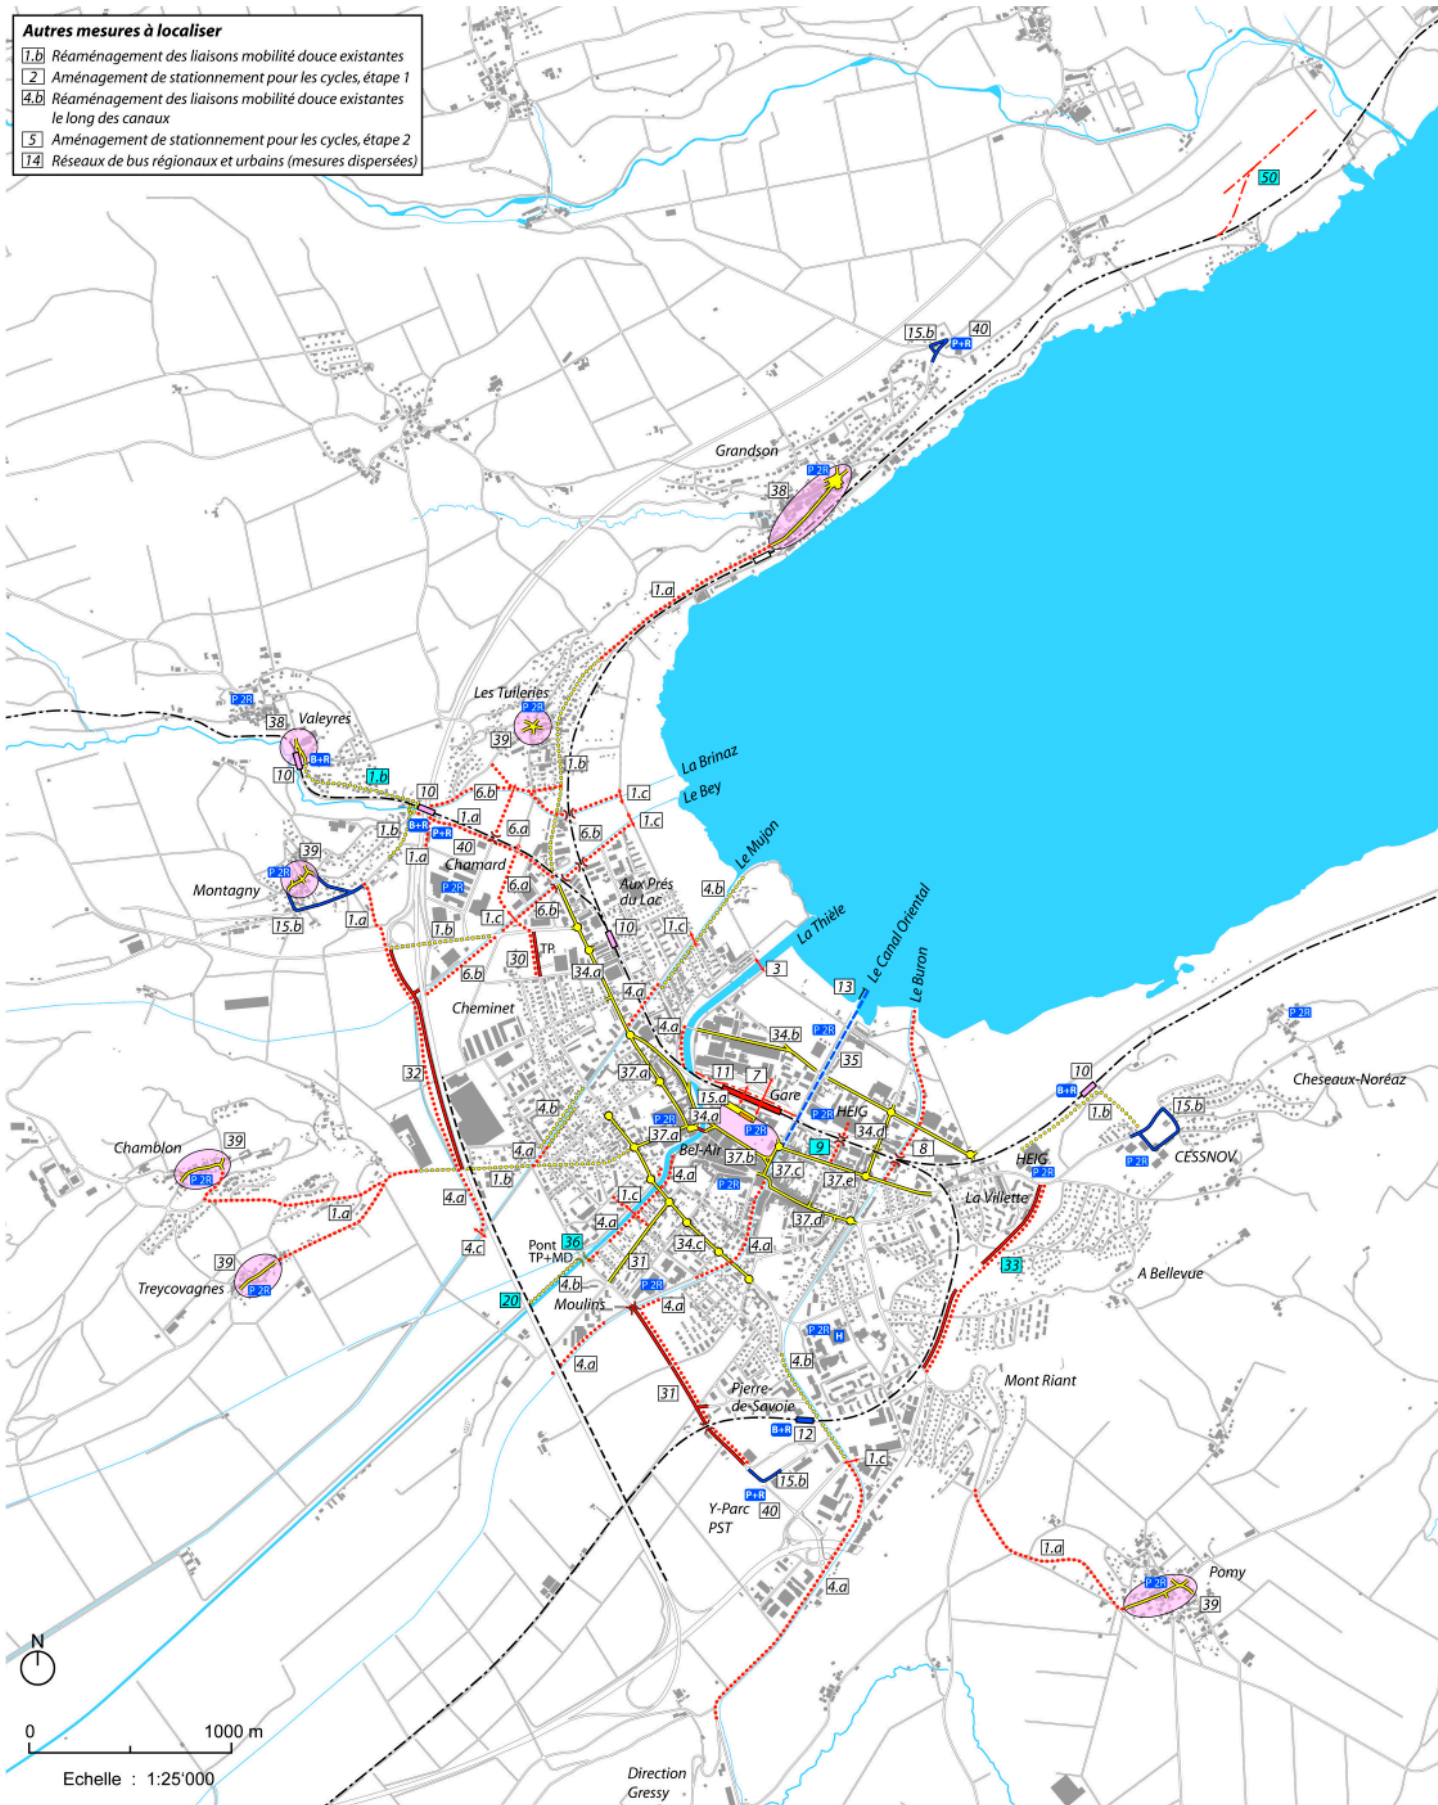 Autres mesures à localiser
1.b Réaménagement des liaisons mobilité douce existantes
2 Aménagement de stationnement pour les cycles, étape 1
4.b Réaménagement des liaisons mobilité douce existantes
le long des canaux
5 Aménagement de stationnement pour les cycles, étape 2
14 Réseaux de bus régionaux et urbains (mesures dispersées)
50
15.b
40
P+R
Grandson
P 2R
38
1.a
Les Tuileries
P 2R
P 2R
38
Valeyres
39
B+R
10
1.b
10
1.b
La Brinaz
6.b
1.c
Le Bey
1.a
1.c
B+R
P+R
1.b
6.a
6.b
40
1.a
Chamard
Le Mujon
39
P 2R
Montagny
P 2R
6.a
Aux Prés
du Lac
4.b
15.b
1.a
1.c
6.b
Le Canal Oriental
1.b
10
1.c
La Thièle
Le Buron
30
TP
6.b
34.a
3
13
4.a
Cheminet
4.a
P 2R
34.b
P 2R
35
32
37.a
11
7
10
B+R
Cheseaux-Noréaz
15.a
Gare
1.b
15.b
4.b
34.a
P 2R
HEIG
P 2R
P 2R
39
Chamblon
37.a
9
34.d
8
Bel-Air
37.b
HEIG
P 2R
CESSNOV
4.a
P 2R
1.b
4.a
37.c
P 2R
P 2R
37.e
La Villette
4.a
1.c
1.a
4.a
37.d
4.c
Pont
TP+MD
36
34.c
4.a
39
31
33
A Bellevue
Treycovagnes
P 2R
4.b
P 2R
20
Moulins
4.a
P 2R
H
4.a
4.b
Mont Riant
31
Pierre-
de-Savoie
B+R
12
1.c
15.b
P+R
Y-Parc
PST
40
1.a
4.a
P 2R
Pomy
39
N
0
1000 m
Echelle : 1:25'000
Direction
Gressy